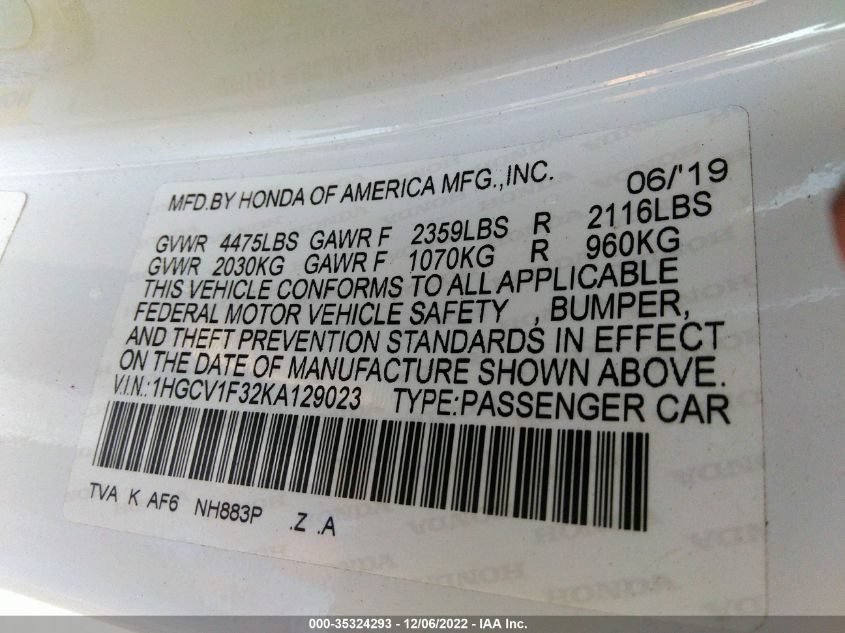 MFD.BY HONDA OF AMERICA MFG.,INC. 06/'19
GVWR 4475LBS GAWR F 2359LBS R 2116LBS
GVWR 2030KG GAWR F 1070KG R 960KG
THIS VEHICLE CONFORMS TO ALL APPLICABLE
FEDERAL MOTOR VEHICLE SAFETY , BUMPER,
AND THEFT PREVENTION STANDARDS IN EFFECT
ON THE DATE OF MANUFACTURE SHOWN ABOVE.
V.I.N.:1HGCV1F32KA129023 TYPE:PASSENGER CAR
TVA K AF6 NH883P .Z .A
HONDA
HONDA
HONDA
000-35324293 - 12/06/2022 - IAA Inc.